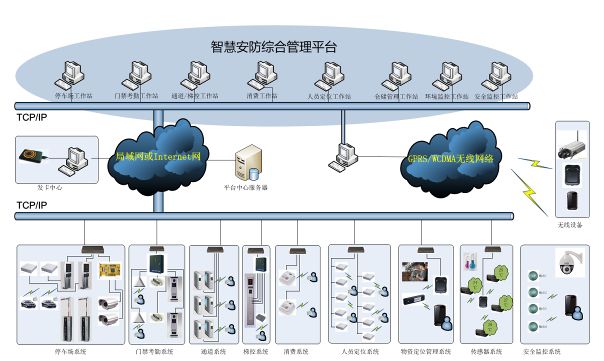 智慧安防综合管理平台
停车场工作站
门禁考勤工作站
通道/梯控工作站
消费工作站
人员定位工作站
仓储管理工作站
环境监控工作站
安全监控工作站
TCP/IP
发卡中心
局域网或Internet网
平台中心服务器
GPRS/WCDMA无线网络
无线设备
TCP/IP
停车场系统
门禁考勤系统
通道系统
梯控系统
消费系统
人员定位系统
物资定位管理系统
传感器系统
安全监控系统